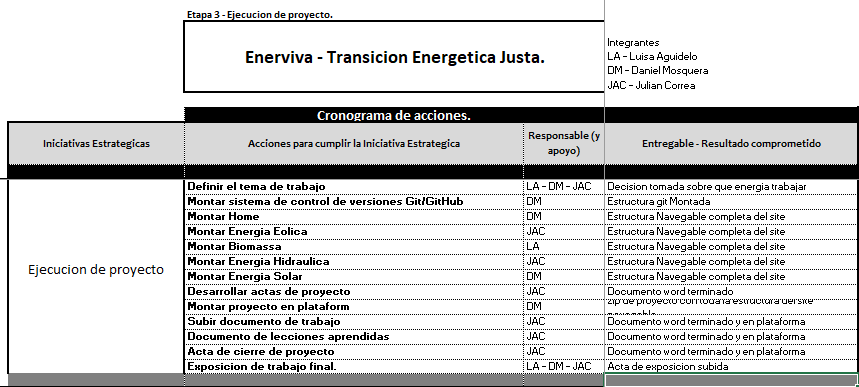 Etapa 3 - Ejecucion de proyecto.
Enerviva - Transicion Energetica Justa.
Integrantes
LA - Luisa Aguidelo
DM - Daniel Mosquera
JAC - Julian Correa
Cronograma de acciones.
Iniciativas Estrategicas Acciones para cumplir la Iniciativa Estrategica Responsable (y apoyo) Entregable - Resultado comprometido
Ejecucion de proyecto
Definir el tema de trabajo LA - DM - JAC Decision tomada sobre que energia trabajar
Montar sistema de control de versiones Git/GitHub DM Estructura git Montada
Montar Home DM Estructura Navegable completa del site
Montar Energia Eolica JAC Estructura Navegable completa del site
Montar Biomassa LA Estructura Navegable completa del site
Montar Energia Hidraulica JAC Estructura Navegable completa del site
Montar Energia Solar DM Estructura Navegable completa del site
Desarrollar actas de proyecto JAC Documento word terminado
Montar proyecto en plataform DM zip de proyecto con toda la estructura del site
Subir documento de trabajo JAC Documento word terminado y en plataforma
Documento de lecciones aprendidas JAC Documento word terminado y en plataforma
Acta de cierre de proyecto JAC Documento word terminado y en plataforma
Exposicion de trabajo final. LA - DM - JAC Acta de exposicion subida